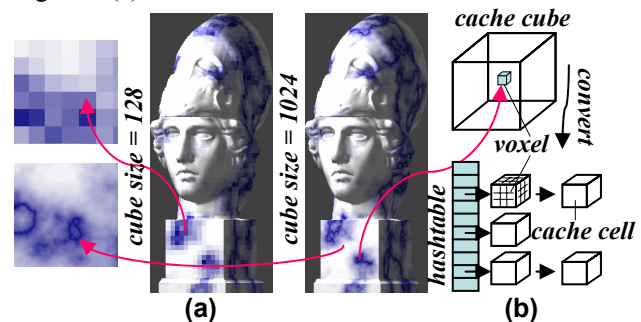 cache cube
cube size = 128
cube size = 1024
convert
voxel
hashtable
cache cell
(a)
(b)